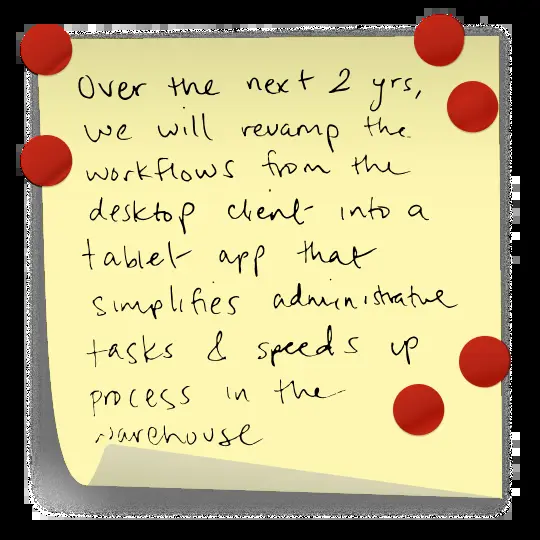 Over the next 2 yrs,
we will revamp the
workflows from the
desktop client into a
tablet app that
simplifies administrative
tasks & speeds up
process in the
warehouse